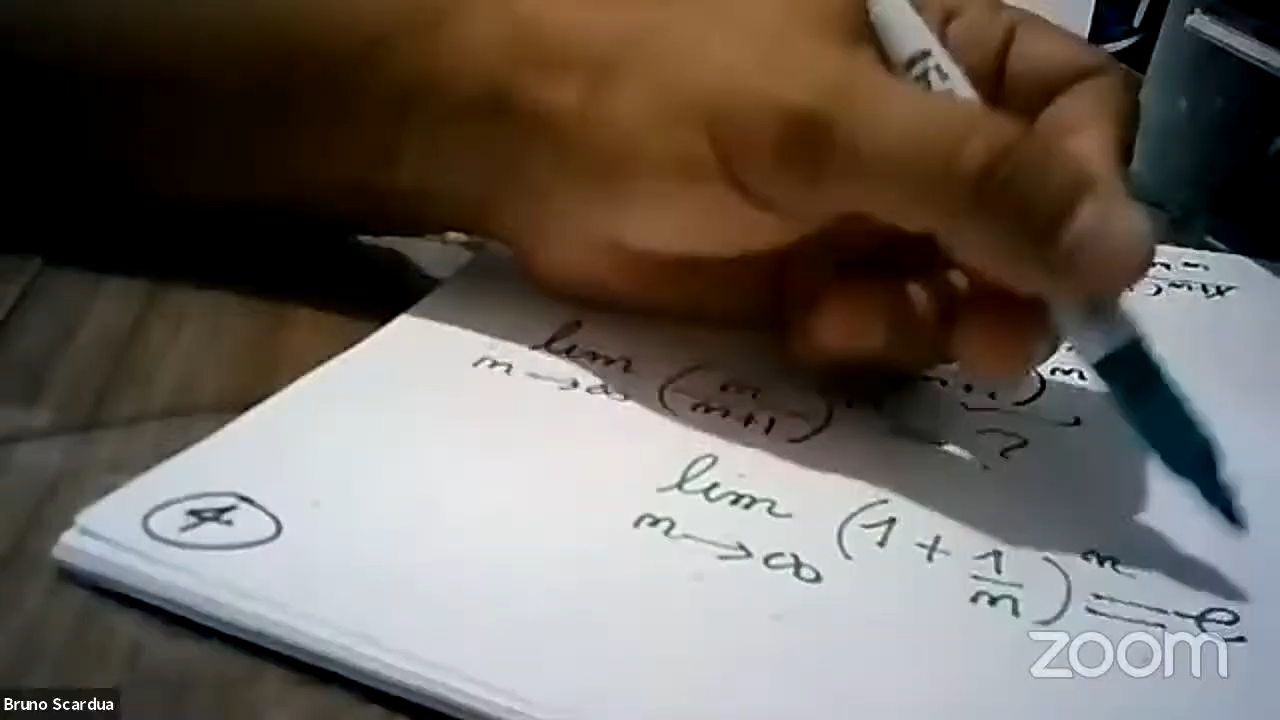 lim
n→∞ (n/n+1)
n
?
lim
n→∞ (1 + 1/n)^n = e
4
zoom
Bruno Scardua